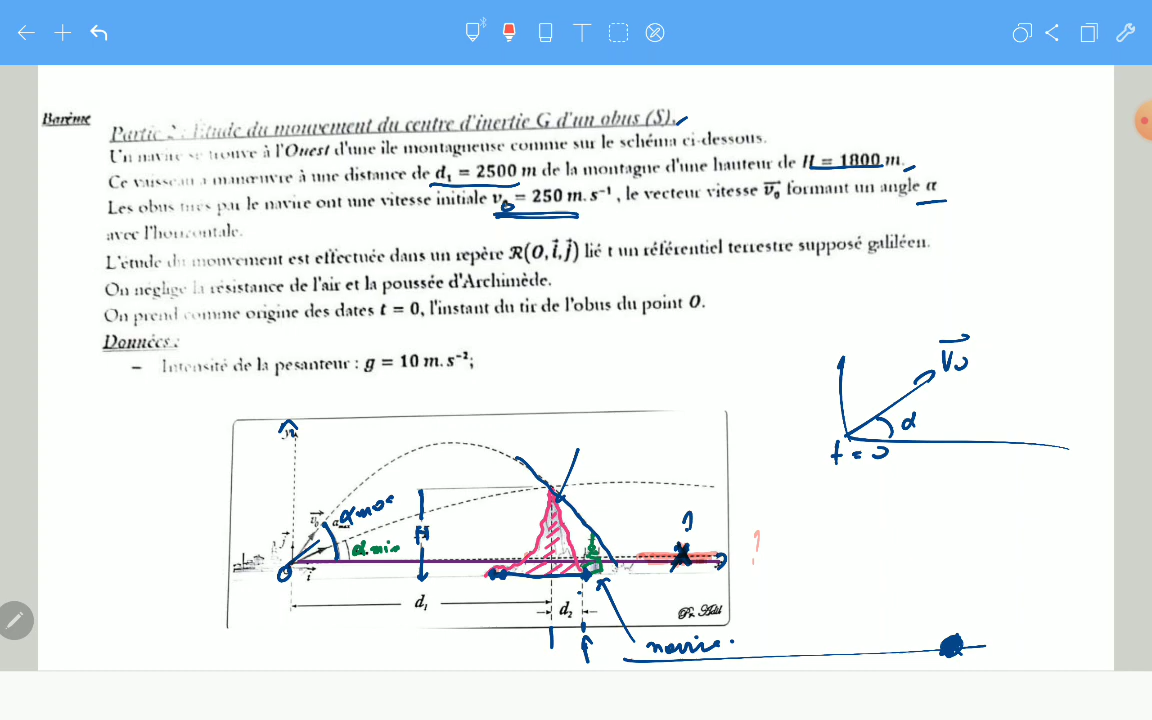 Barème
Partie 2 : Etude du mouvement du centre d'inertie G d'un obus (S).
Un navire se trouve à l'Ouest d'une île montagneuse comme sur le schéma ci-dessous.
Ce vaisseau a manœuvre à une distance de d₁ = 2500 m de la montagne d'une hauteur de H = 1800 m.
Les obus tirés par le navire ont une vitesse initiale v₀ = 250 m.s⁻¹, le vecteur vitesse v₀ formant un angle α
avec l'horizontale.
L'étude du mouvement est effectuée dans un repère R(O, i, j) lié t un référentiel terrestre supposé galiléen.
On néglige la résistance de l'air et la poussée d'Archimède.
On prend comme origine des dates t = 0, l'instant du tir de l'obus du point O.
Données :
– Intensité de la pesanteur : g = 10 m.s⁻²;
V₀
α
t = 0
v₀
α min
H
?
?
j
O
i
d₁
d₂
Pr. Adil
navire.